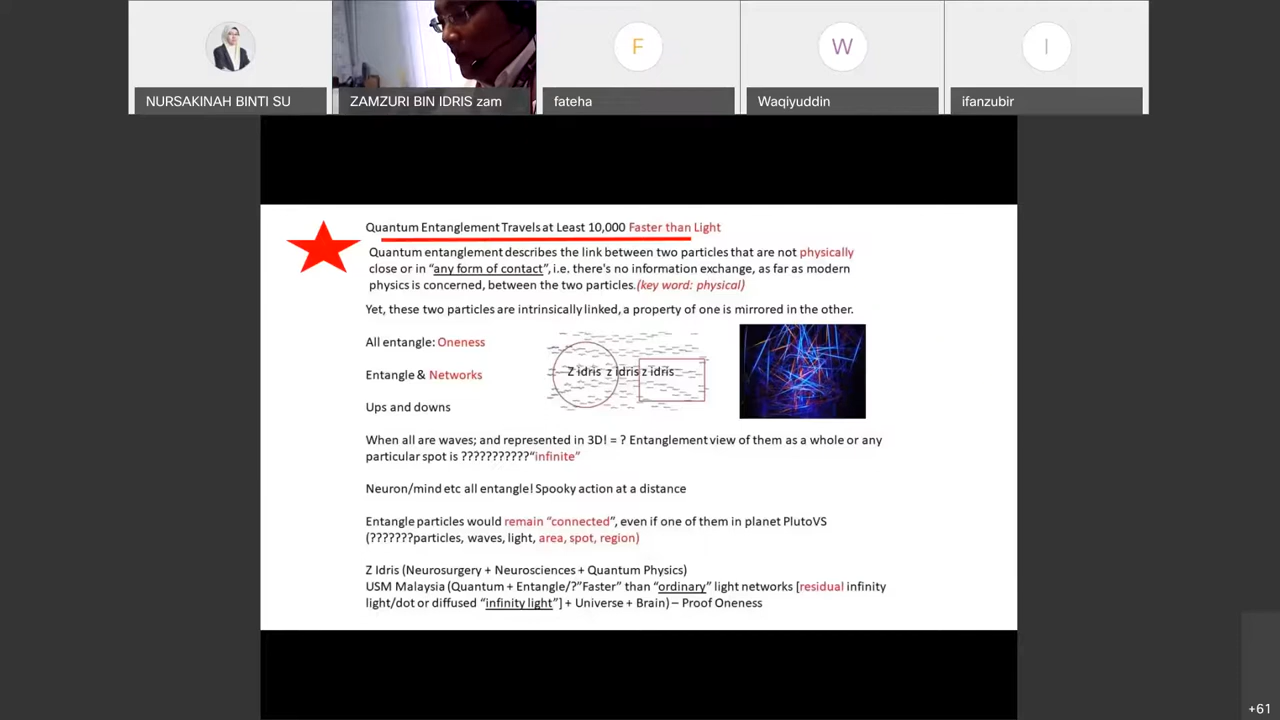 NURSAKINAH BINTI SU
ZAMZURI BIN IDRIS zam
F
fateha
W
Waqiyuddin
I
ifanzubir
Quantum Entanglement Travels at Least 10,000 Faster than Light
Quantum entanglement describes the link between two particles that are not physically
close or in “any form of contact”, i.e. there's no information exchange, as far as modern
physics is concerned, between the two particles.(key word: physical)
Yet, these two particles are intrinsically linked, a property of one is mirrored in the other.
All entangle: Oneness
Z idris z Idris z idris
Entangle & Networks
Ups and downs
When all are waves; and represented in 3D! = ? Entanglement view of them as a whole or any
particular spot is ???????????“infinite”
Neuron/mind etc all entangle! Spooky action at a distance
Entangle particles would remain “connected”, even if one of them in planet PlutoVS
(???????particles, waves, light, area, spot, region)
Z Idris (Neurosurgery + Neurosciences + Quantum Physics)
USM Malaysia (Quantum + Entangle/?”Faster” than “ordinary” light networks [residual infinity
light/dot or diffused “infinity light”] + Universe + Brain) – Proof Oneness
+61